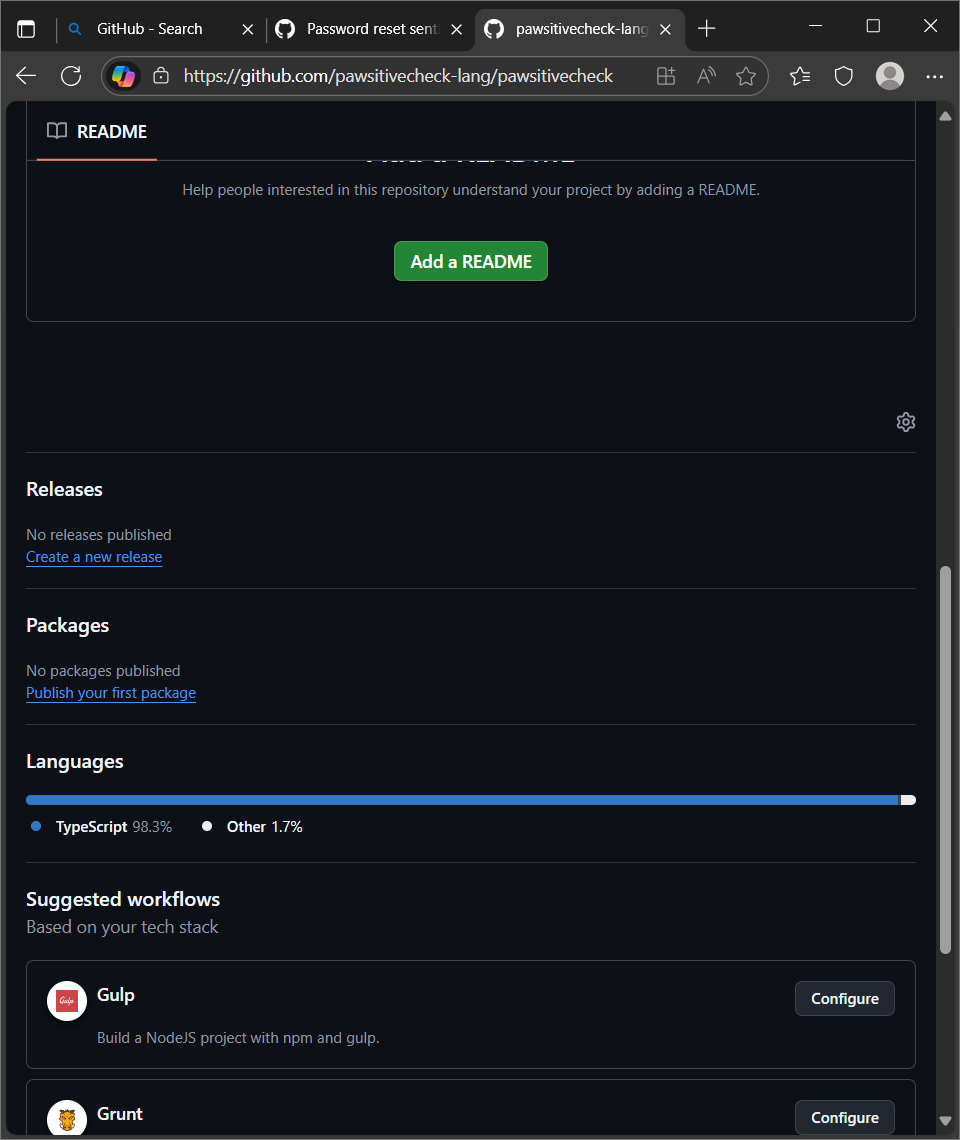 GitHub - Search
Password reset sent
pawsitivecheck-lang
https://github.com/pawsitivecheck-lang/pawsitivecheck
README
Add a README
Help people interested in this repository understand your project by adding a README.
Add a README
Releases
No releases published
Create a new release
Packages
No packages published
Publish your first package
Languages
TypeScript 98.3%
Other 1.7%
Suggested workflows
Based on your tech stack
Gulp
Gulp
Configure
Build a NodeJS project with npm and gulp.
Grunt
Configure